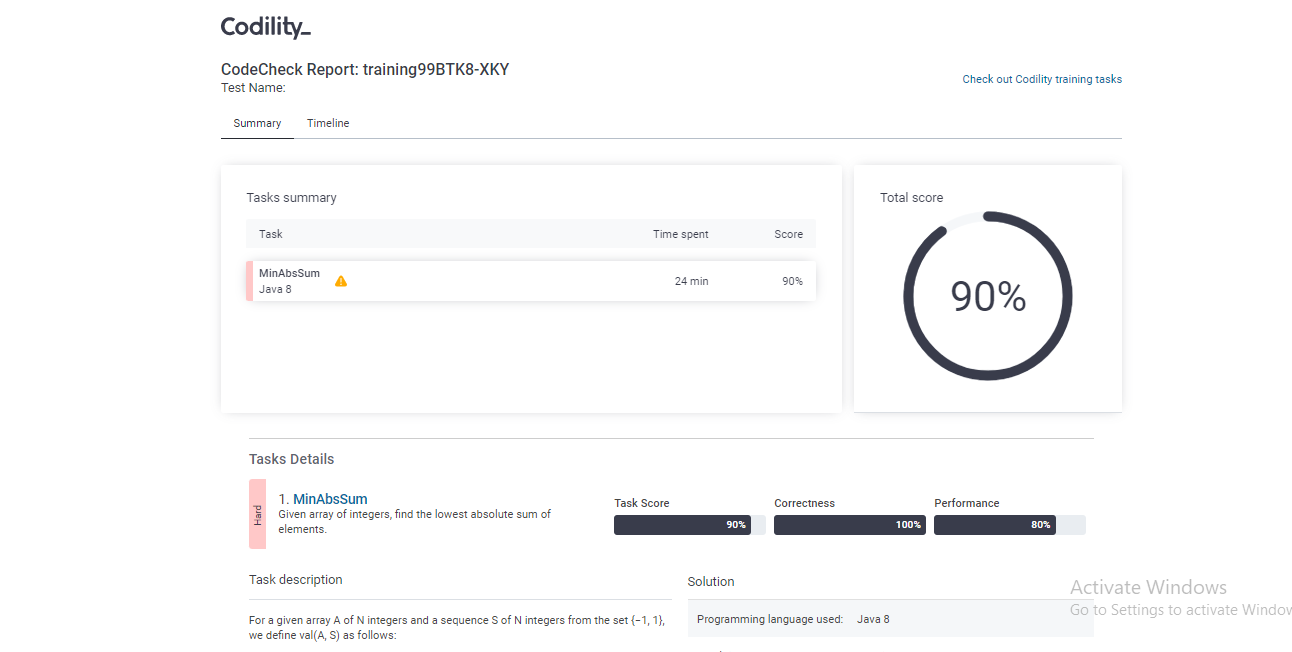 Codility_
CodeCheck Report: training99BTK8-XKY
Test Name:
Check out Codility training tasks
Summary
Timeline
Tasks summary
Task
Time spent
Score
MinAbsSum
Java 8
24 min
90%
Total score
90%
Tasks Details
Hard
1. MinAbsSum
Given array of integers, find the lowest absolute sum of
elements.
Task Score
90%
Correctness
100%
Performance
80%
Task description
For a given array A of N integers and a sequence S of N integers from the set {−1, 1},
we define val(A, S) as follows:
Solution
Programming language used: Java 8
Activate Windows
Go to Settings to activate Window